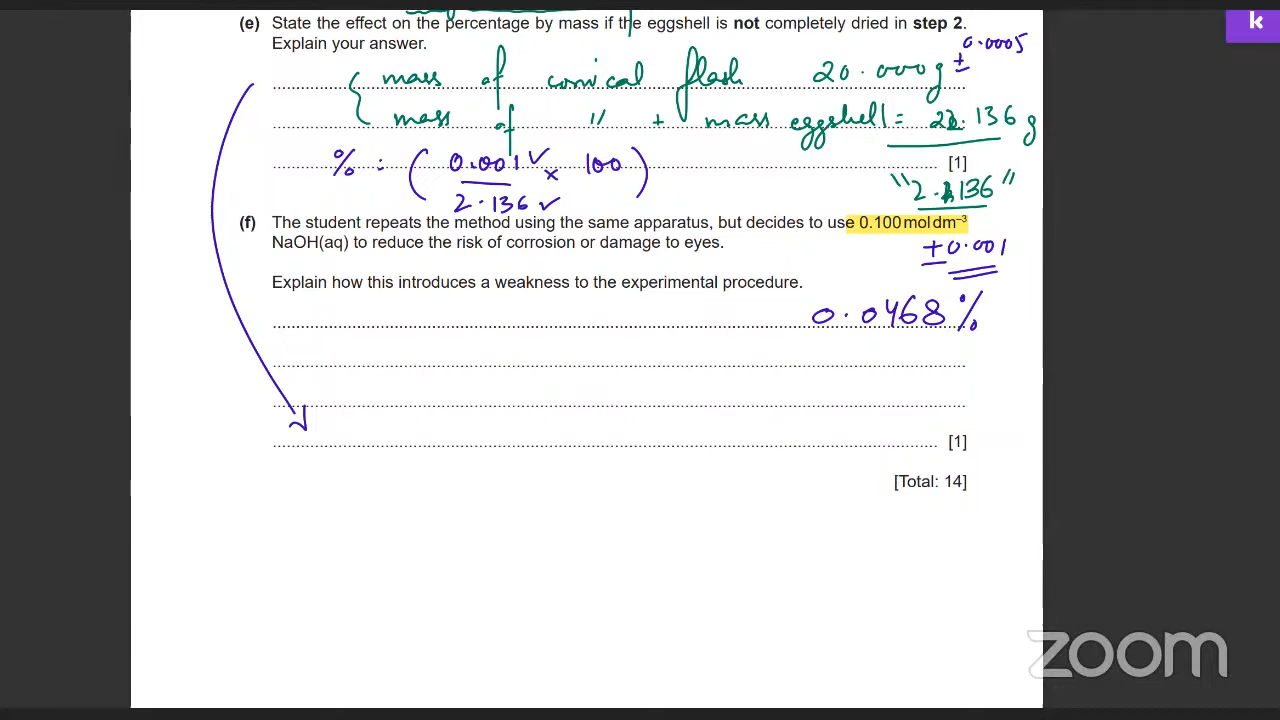 k
(e) State the effect on the percentage by mass if the eggshell is not completely dried in step 2.
Explain your answer.
± 0.0005
mass of conical flask 20.000g
mass of " + mass eggshell = 22.136 g
% : ( 0.001 ✓ × 100 )
2.136 ✓
[1]
"2.136"
(f) The student repeats the method using the same apparatus, but decides to use 0.100 mol dm⁻³
NaOH(aq) to reduce the risk of corrosion or damage to eyes.
± 0.001
Explain how this introduces a weakness to the experimental procedure.
0.0468 %
[1]
[Total: 14]
zoom